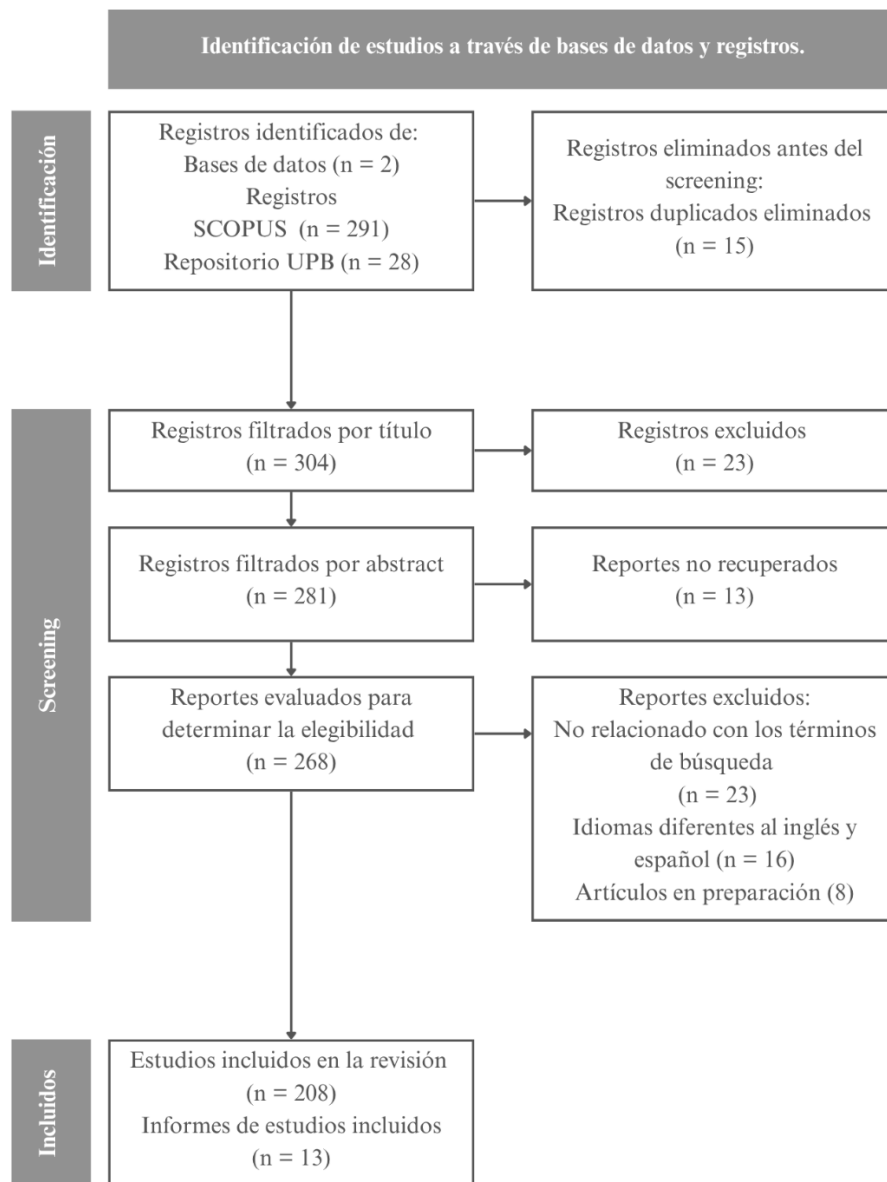 Identificación de estudios a través de bases de datos y registros.
Identificación
Registros identificados de:
Bases de datos (n = 2)
Registros
SCOPUS (n = 291)
Repositorio UPB (n = 28)
Registros eliminados antes del
screening:
Registros duplicados eliminados
(n = 15)
Screening
Registros filtrados por título
(n = 304)
Registros excluidos
(n = 23)
Registros filtrados por abstract
(n = 281)
Reportes no recuperados
(n = 13)
Reportes evaluados para
determinar la elegibilidad
(n = 268)
Reportes excluidos:
No relacionado con los términos
de búsqueda
(n = 23)
Idiomas diferentes al inglés y
español (n = 16)
Artículos en preparación (8)
Incluidos
Estudios incluidos en la revisión
(n = 208)
Informes de estudios incluidos
(n = 13)